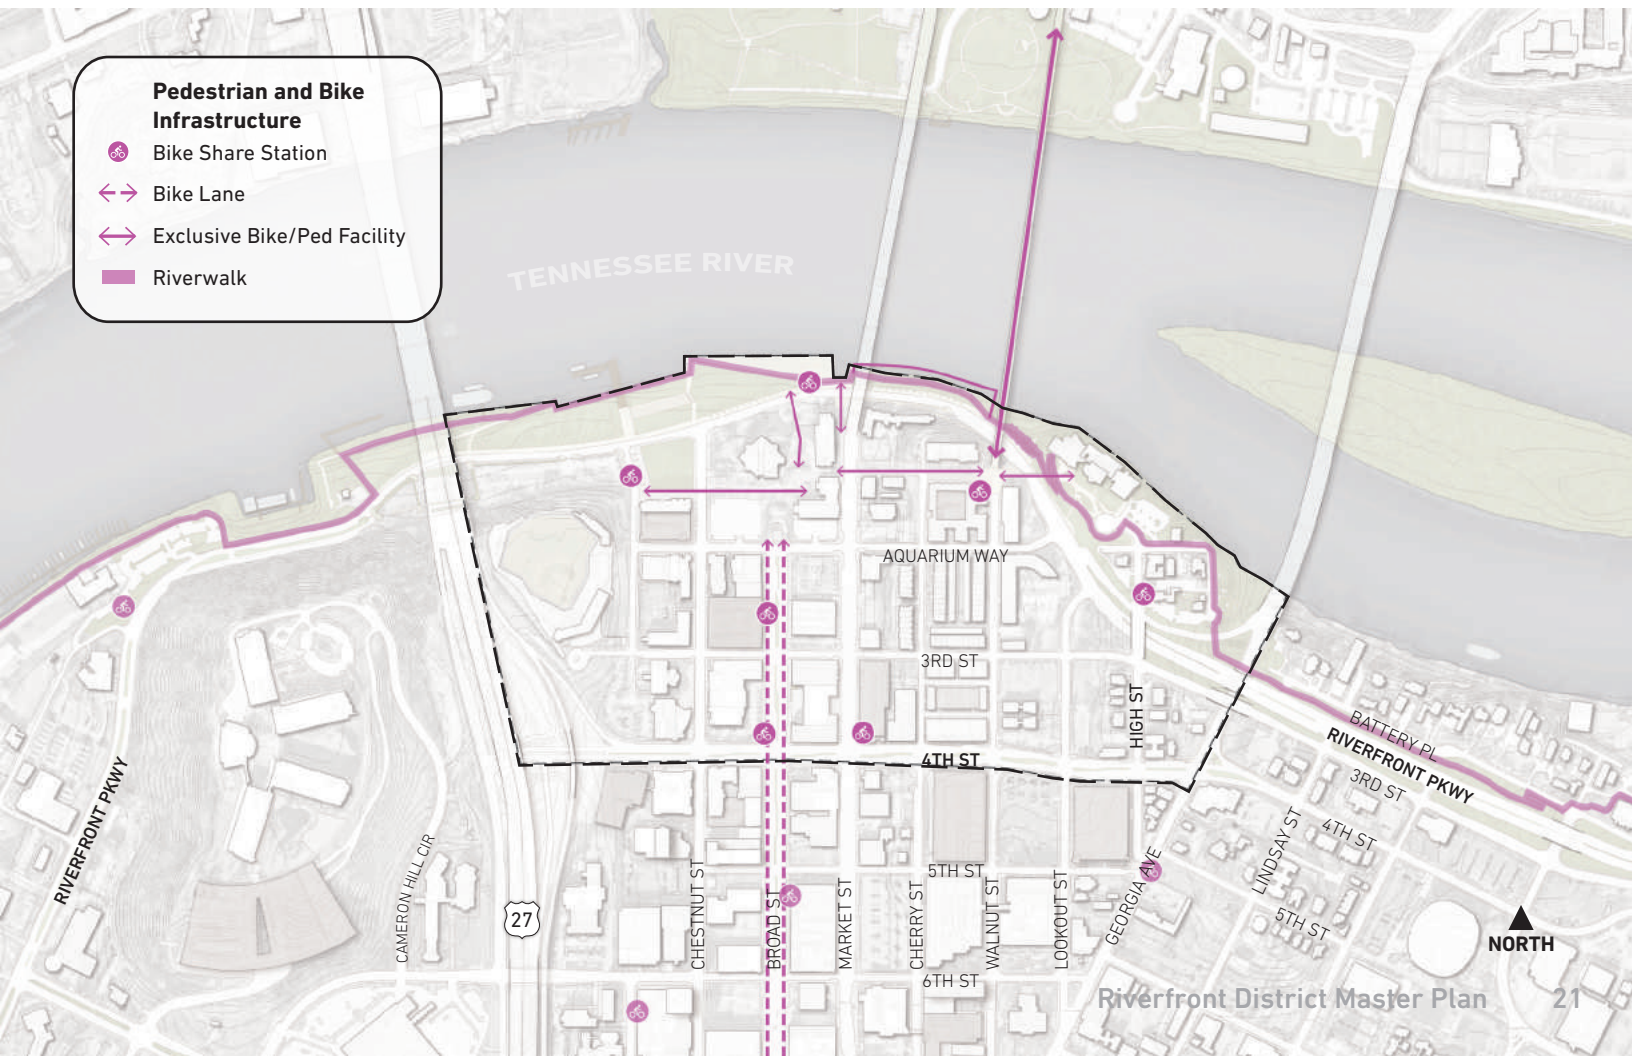 Pedestrian and Bike
Infrastructure
Bike Share Station
Bike Lane
Exclusive Bike/Ped Facility
Riverwalk
TENNESSEE RIVER
AQUARIUM WAY
3RD ST
HIGH ST
4TH ST
BATTERY PL
RIVERFRONT PKWY
3RD ST
4TH ST
LINDSAY ST
5TH ST
RIVERFRONT PKWY
CAMERON HILL CIR
27
CHESTNUT ST
BROAD ST
MARKET ST
CHERRY ST
5TH ST
WALNUT ST
LOOKOUT ST
GEORGIA AVE
6TH ST
NORTH
Riverfront District Master Plan 21